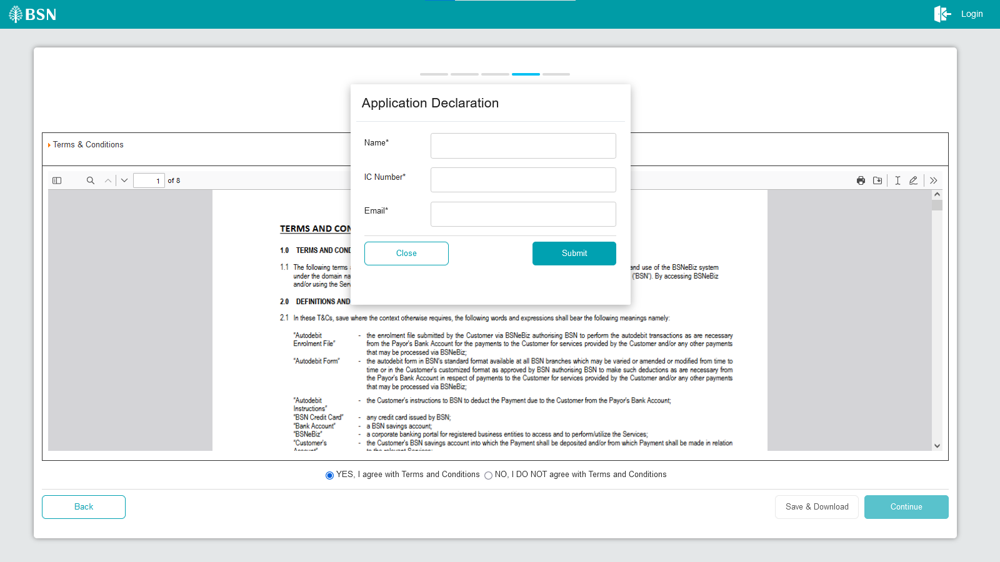 BSN
Login
Application Declaration
Name*
IC Number*
Email*
Close
Submit
Terms & Conditions
1 of 8
TERMS AND CON
1.0 TERMS AND COND
1.1 The following terms and use of the BSNeBiz system
under the domain na ('BSN'). By accessing BSNeBiz
and/or using the Serv
2.0 DEFINITIONS AND
2.1 In these T&Cs, save where the context otherwise requires, the following words and expressions shall bear the following meanings namely:
“Autodebit - the enrolment file submitted by the Customer via BSNeBiz authorising BSN to perform the autodebit transactions as are necessary
Enrolment File” from the Payor's Bank Account for the payments to the Customer for services provided by the Customer and/or any other payments
that may be processed via BSNeBiz;
“Autodebit Form” - the autodebit form in BSN's standard format available at all BSN branches which may be varied or amended or modified from time to
time or in the Customer's customized format as approved by BSN authorising BSN to make such deductions as are necessary from
the Payor's Bank Account in respect of payments to the Customer for services provided by the Customer and/or any other payments
that may be processed via BSNeBiz;
“Autodebit - the Customer's instructions to BSN to deduct the Payment due to the Customer from the Payor's Bank Account;
Instructions”
“BSN Credit Card” - any credit card issued by BSN;
“Bank Account” - a BSN savings account;
“BSNeBiz” - a corporate banking portal for registered business entities to access and to perform/utilize the Services;
“Customer's - the Customer's BSN savings account into which the Payment shall be deposited and/or from which Payment shall be made in relation
Account” to the relevant Services;
YES, I agree with Terms and Conditions NO, I DO NOT agree with Terms and Conditions
Back
Save & Download
Continue